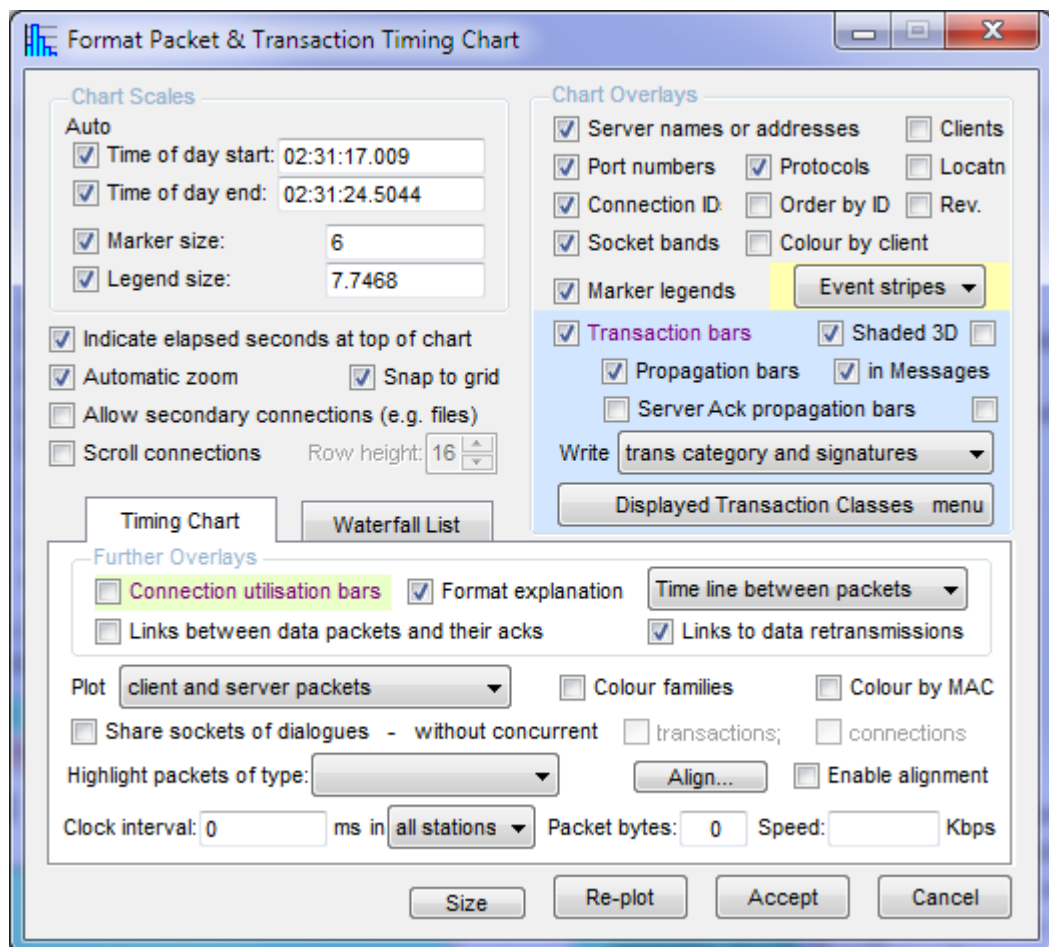 Format Packet & Transaction Timing Chart
Chart Scales
Auto
Time of day start: 02:31:17.009
Time of day end: 02:31:24.5044
Marker size: 6
Legend size: 7.7468
Indicate elapsed seconds at top of chart
Automatic zoom Snap to grid
Allow secondary connections (e.g. files)
Scroll connections Row height: 16
Chart Overlays
Server names or addresses Clients
Port numbers Protocols Locatn
Connection ID: Order by ID Rev.
Socket bands Colour by client
Marker legends Event stripes
Transaction bars Shaded 3D
Propagation bars in Messages
Server Ack propagation bars
Write trans category and signatures
Displayed Transaction Classes menu
Timing Chart Waterfall List
Further Overlays
Connection utilisation bars Format explanation Time line between packets
Links between data packets and their acks Links to data retransmissions
Plot client and server packets Colour families Colour by MAC
Share sockets of dialogues - without concurrent transactions; connections
Highlight packets of type: Align... Enable alignment
Clock interval: 0 ms in all stations Packet bytes: 0 Speed: Kbps
Size Re-plot Accept Cancel